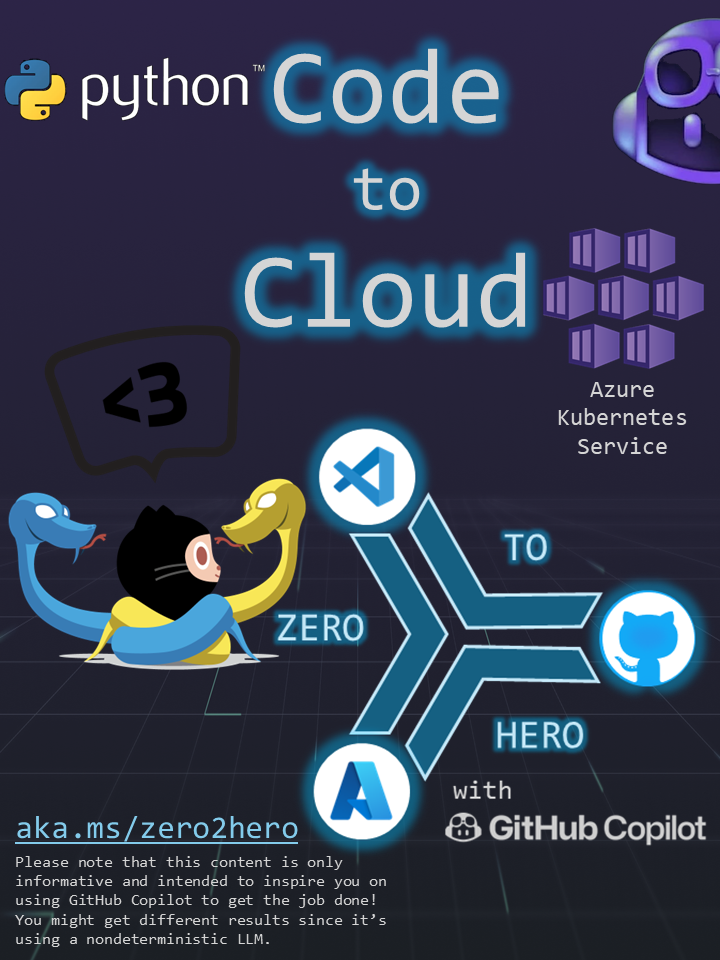 python™
Code
to
Cloud
Azure
Kubernetes
Service
<3
TO
ZERO
HERO
with
GitHub Copilot
aka.ms/zero2hero
Please note that this content is only
informative and intended to inspire you on
using GitHub Copilot to get the job done!
You might get different results since it’s
using a nondeterministic LLM.